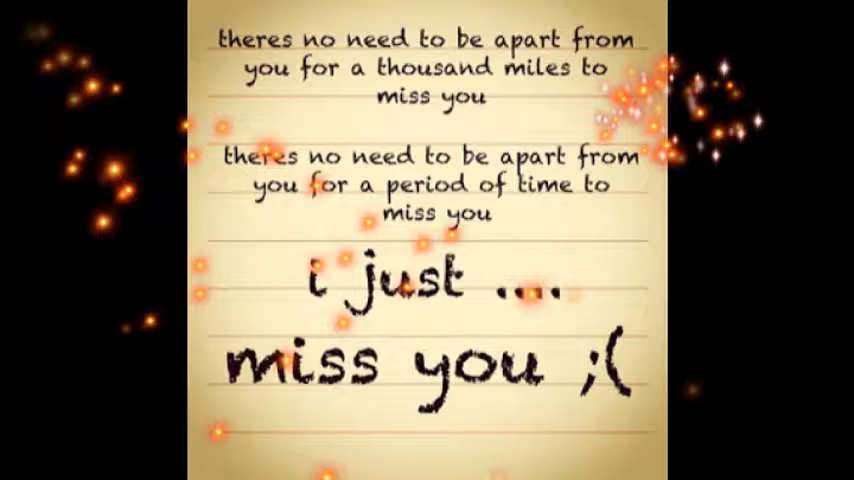 theres no need to be apart from
you for a thousand miles to
miss you
theres no need to be apart from
you for a period of time to
miss you
i just ....
miss you ;(